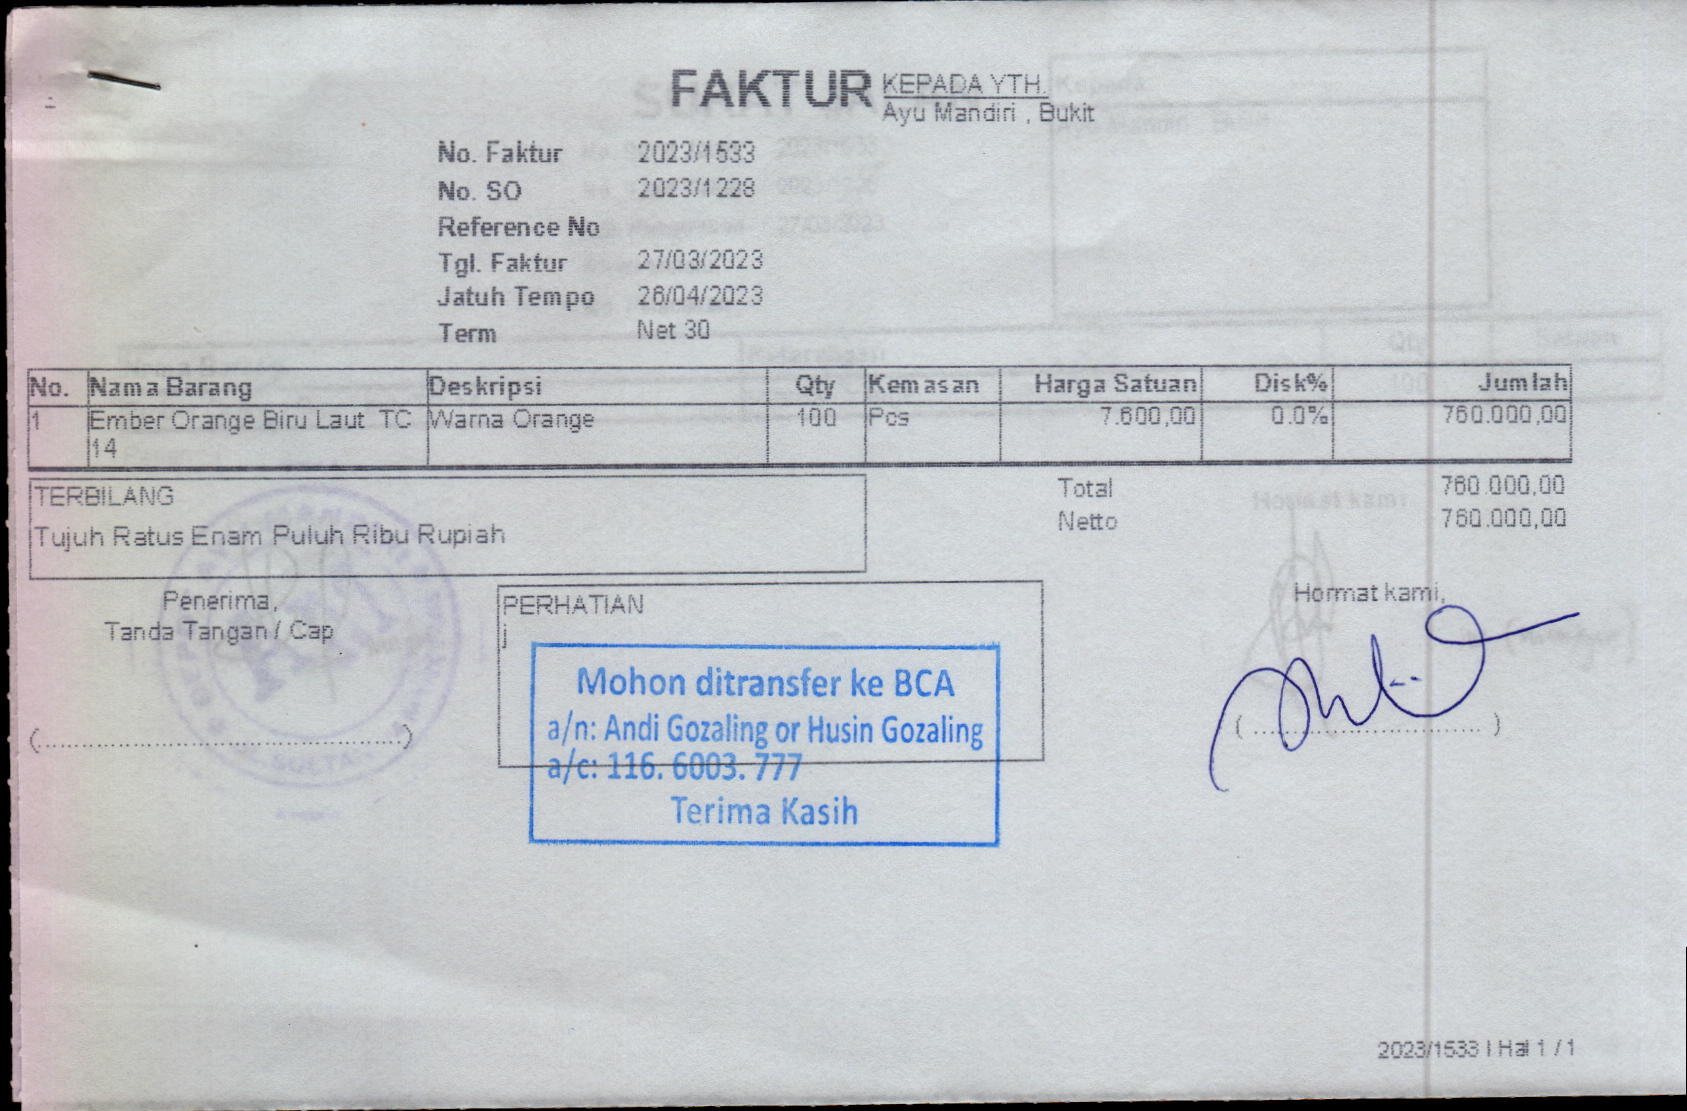 FAKTUR
KEPADA YTH.
Ayu Mandiri , Bukit
No. Faktur 2023/1533
No. SO 2023/1228
Reference No
Tgl. Faktur 27/03/2023
Jatuh Tempo 26/04/2023
Term Net 30
No. Nama Barang Deskripsi Qty Kemasan Harga Satuan Disk% Jumlah
1 Ember Orange Biru Laut TC Warna Orange 100 Pcs 7.600,00 0.0% 760.000,00
14
TERBILANG
Tujuh Ratus Enam Puluh Ribu Rupiah
Total 760.000,00
Netto 760.000,00
Penerima,
Tanda Tangan / Cap
(..................................................)
PERHATIAN
j
Mohon ditransfer ke BCA
a/n: Andi Gozaling or Husin Gozaling
a/c: 116. 6003. 777
Terima Kasih
Hormat kami,
( ................................ )
2023/1533 | Hal 1 / 1